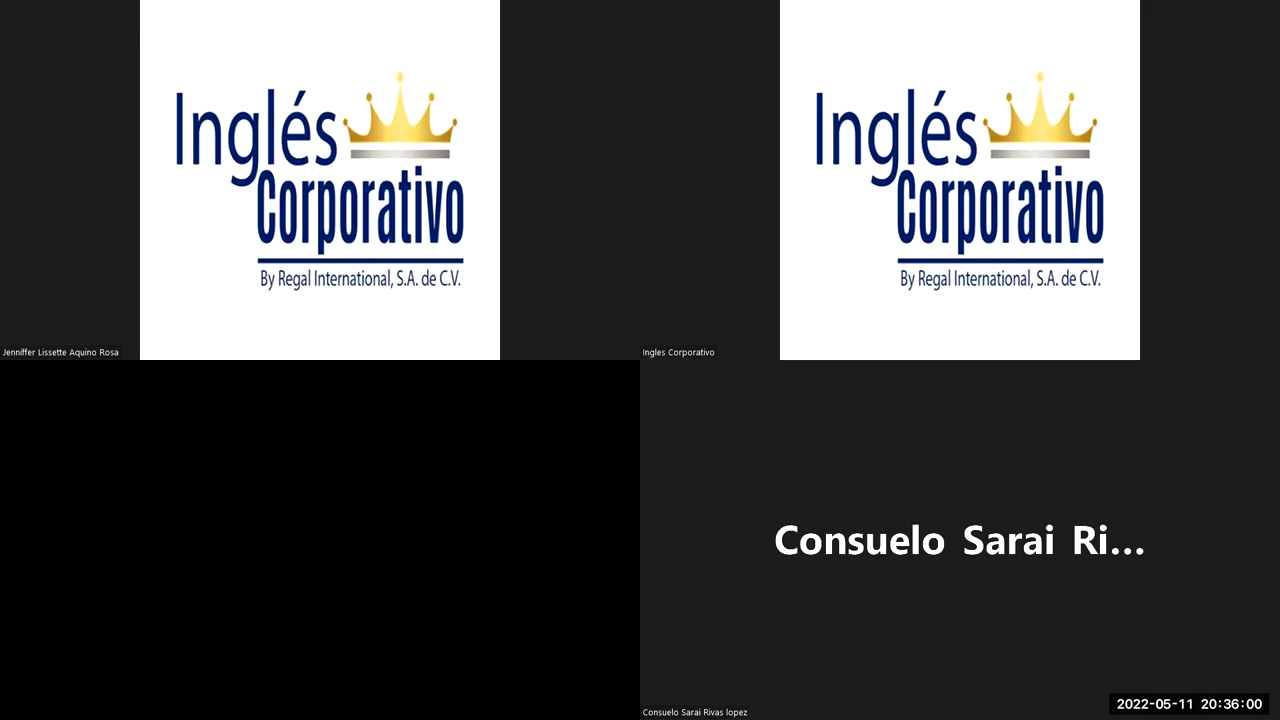 Inglés
Corporativo
By Regal International, S.A. de C.V.
Jenniffer Lissette Aquino Rosa
Inglés
Corporativo
By Regal International, S.A. de C.V.
Ingles Corporativo
Consuelo Sarai Ri...
Consuelo Sarai Rivas lopez
2022-05-11 20:36:00